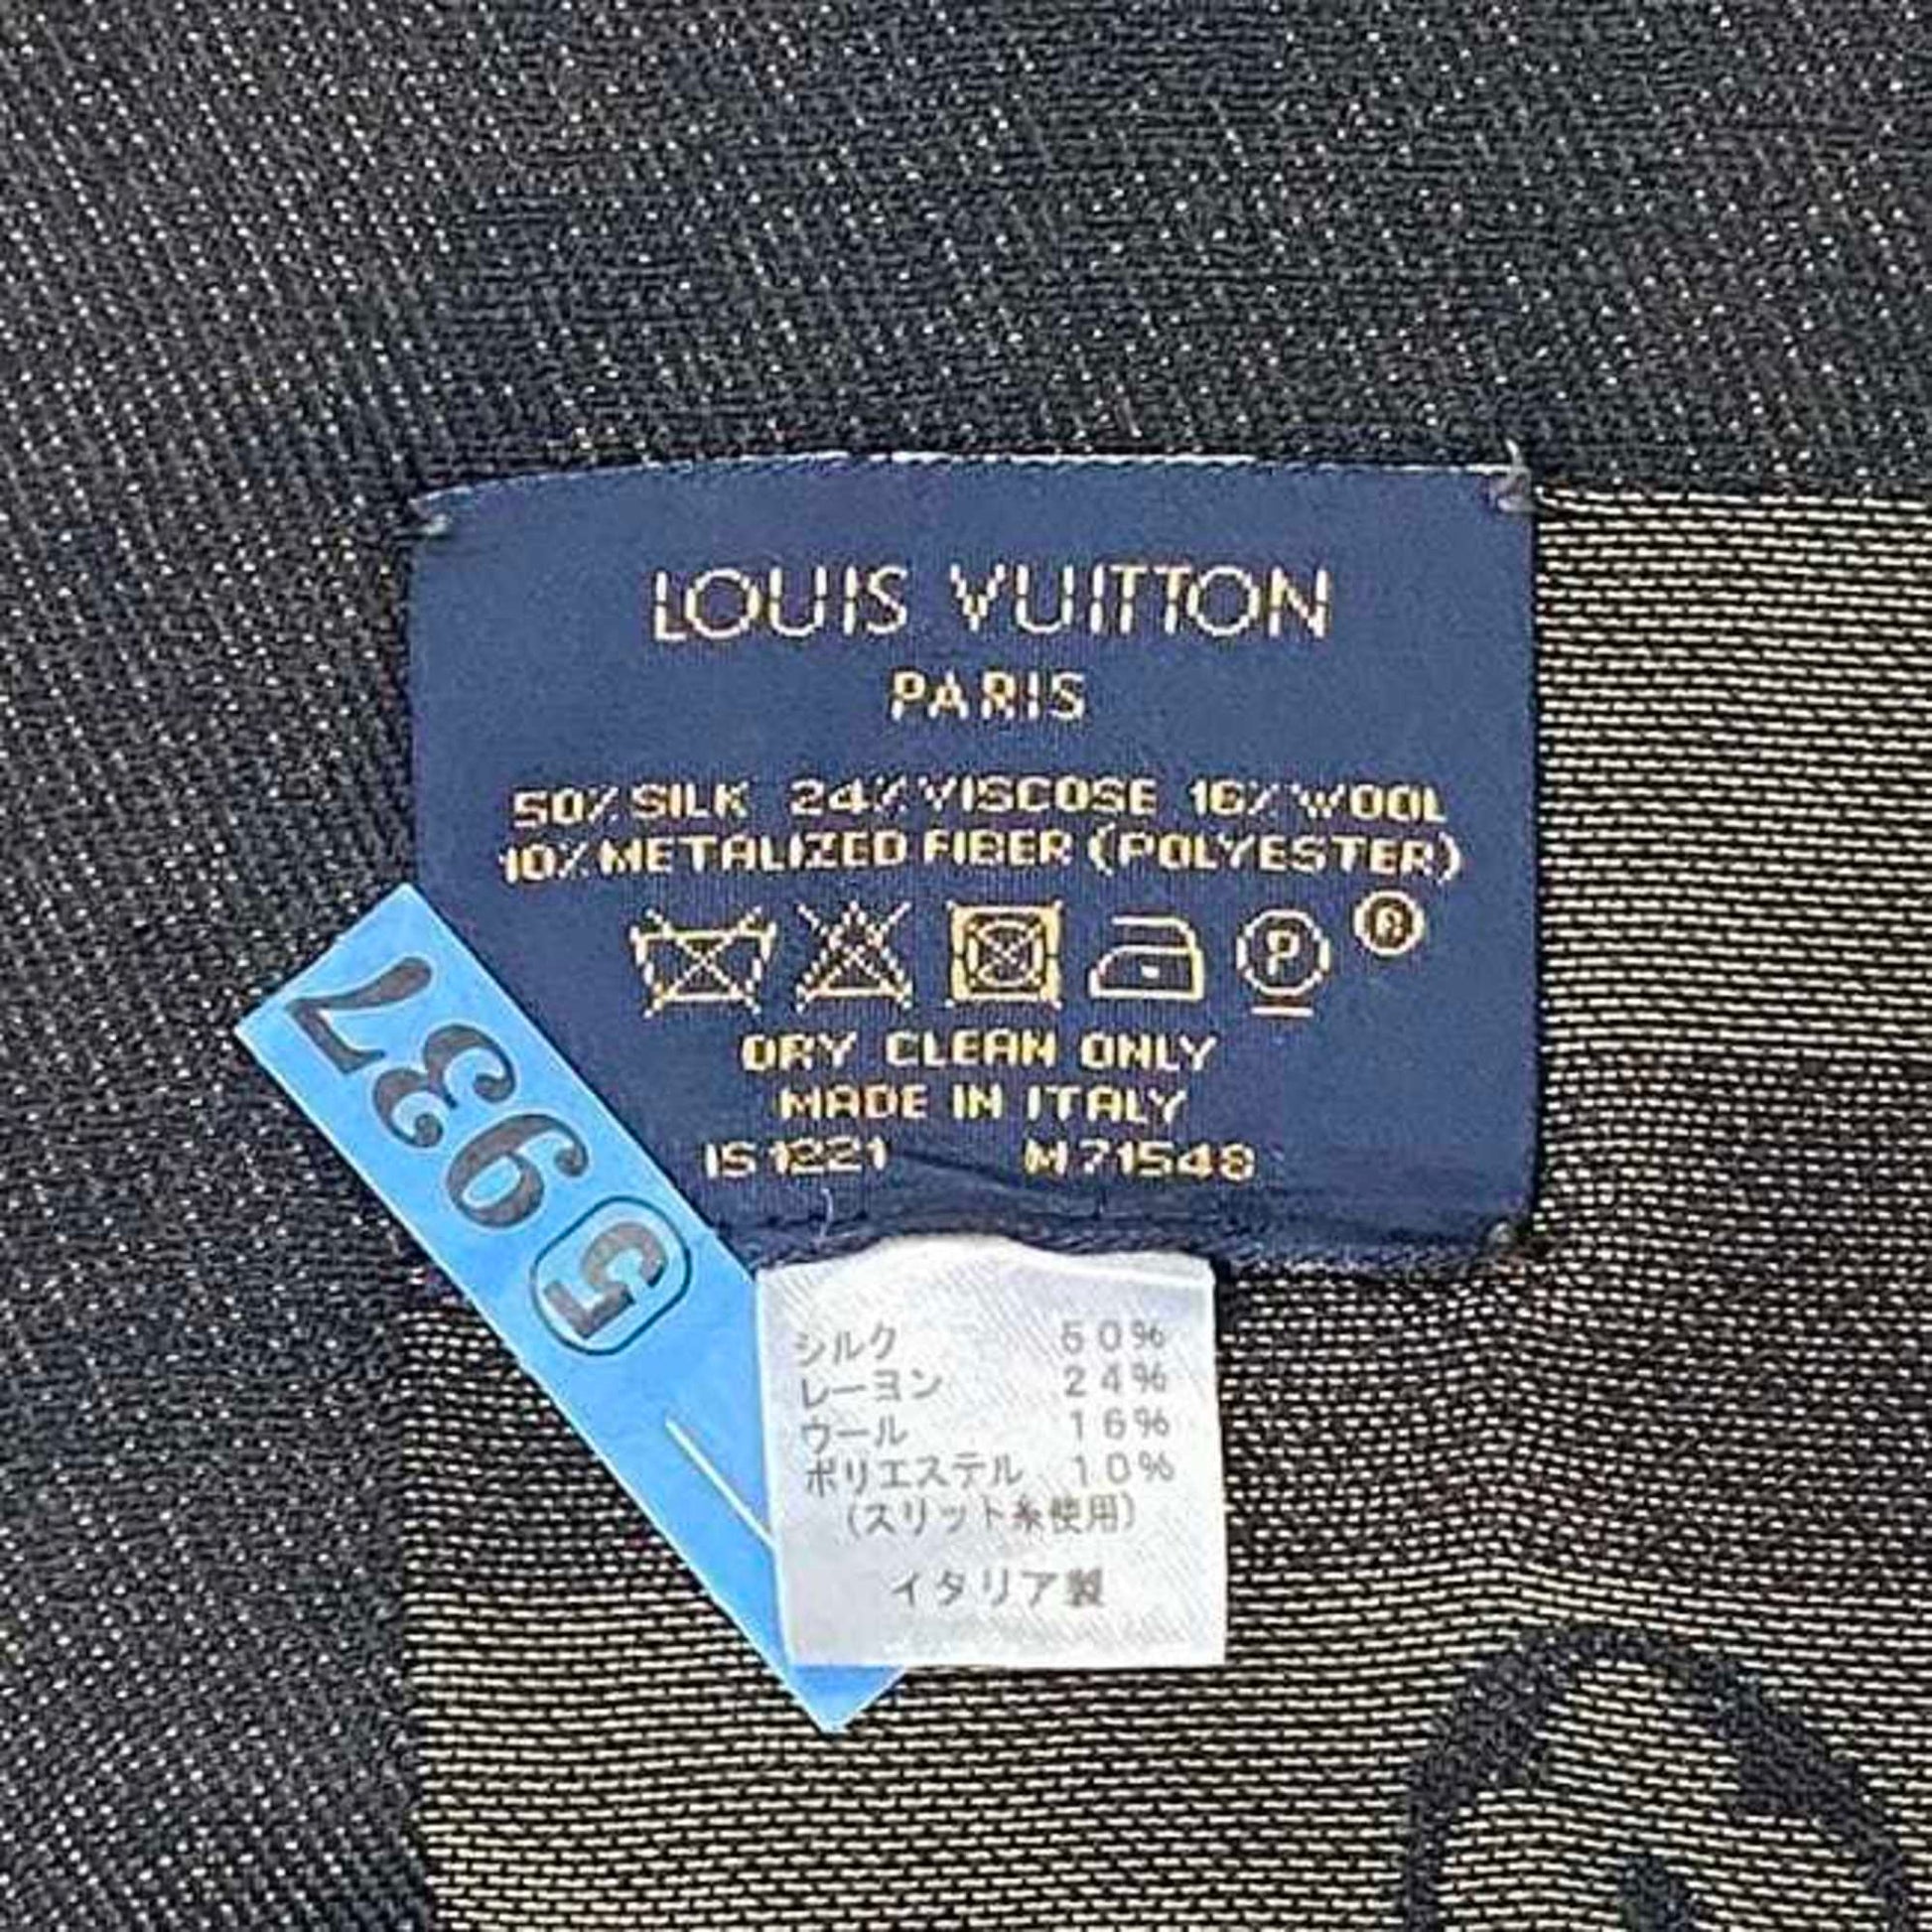 LOUIS VUITTON
PARIS
50% SILK 24% VISCOSE 16% WOOL
10% METALIZED FIBER (POLYESTER)
P
®
DRY CLEAN ONLY
MADE IN ITALY
IS1221 M71548
5937
シルク 50%
レーヨン 24%
ウール 16%
ポリエステル 10%
(スリット糸使用)
イタリア製